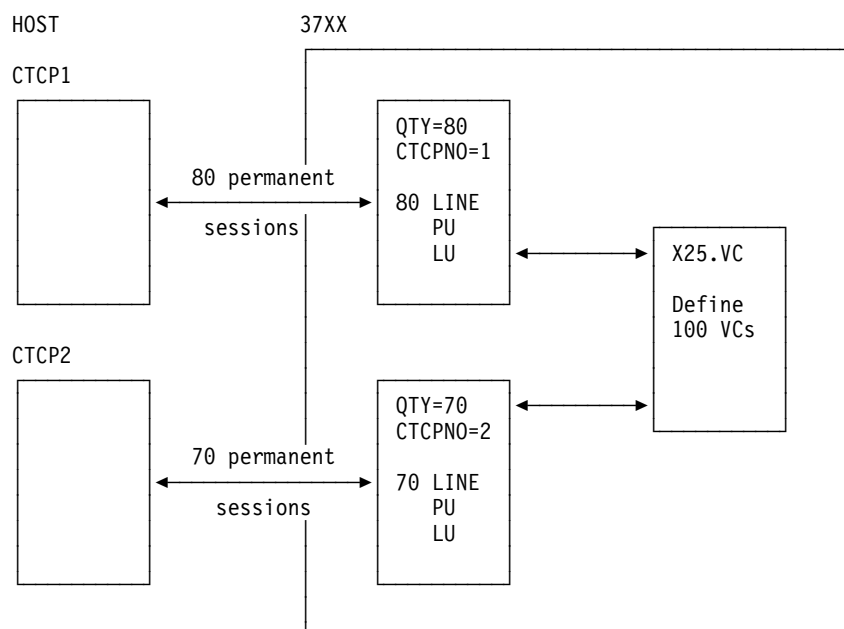 HOST 37XX
CTCP1
QTY=80
CTCPNO=1
80 permanent
sessions
80 LINE
PU
LU
X25.VC
Define
100 VCs
CTCP2
QTY=70
CTCPNO=2
70 permanent
sessions
70 LINE
PU
LU